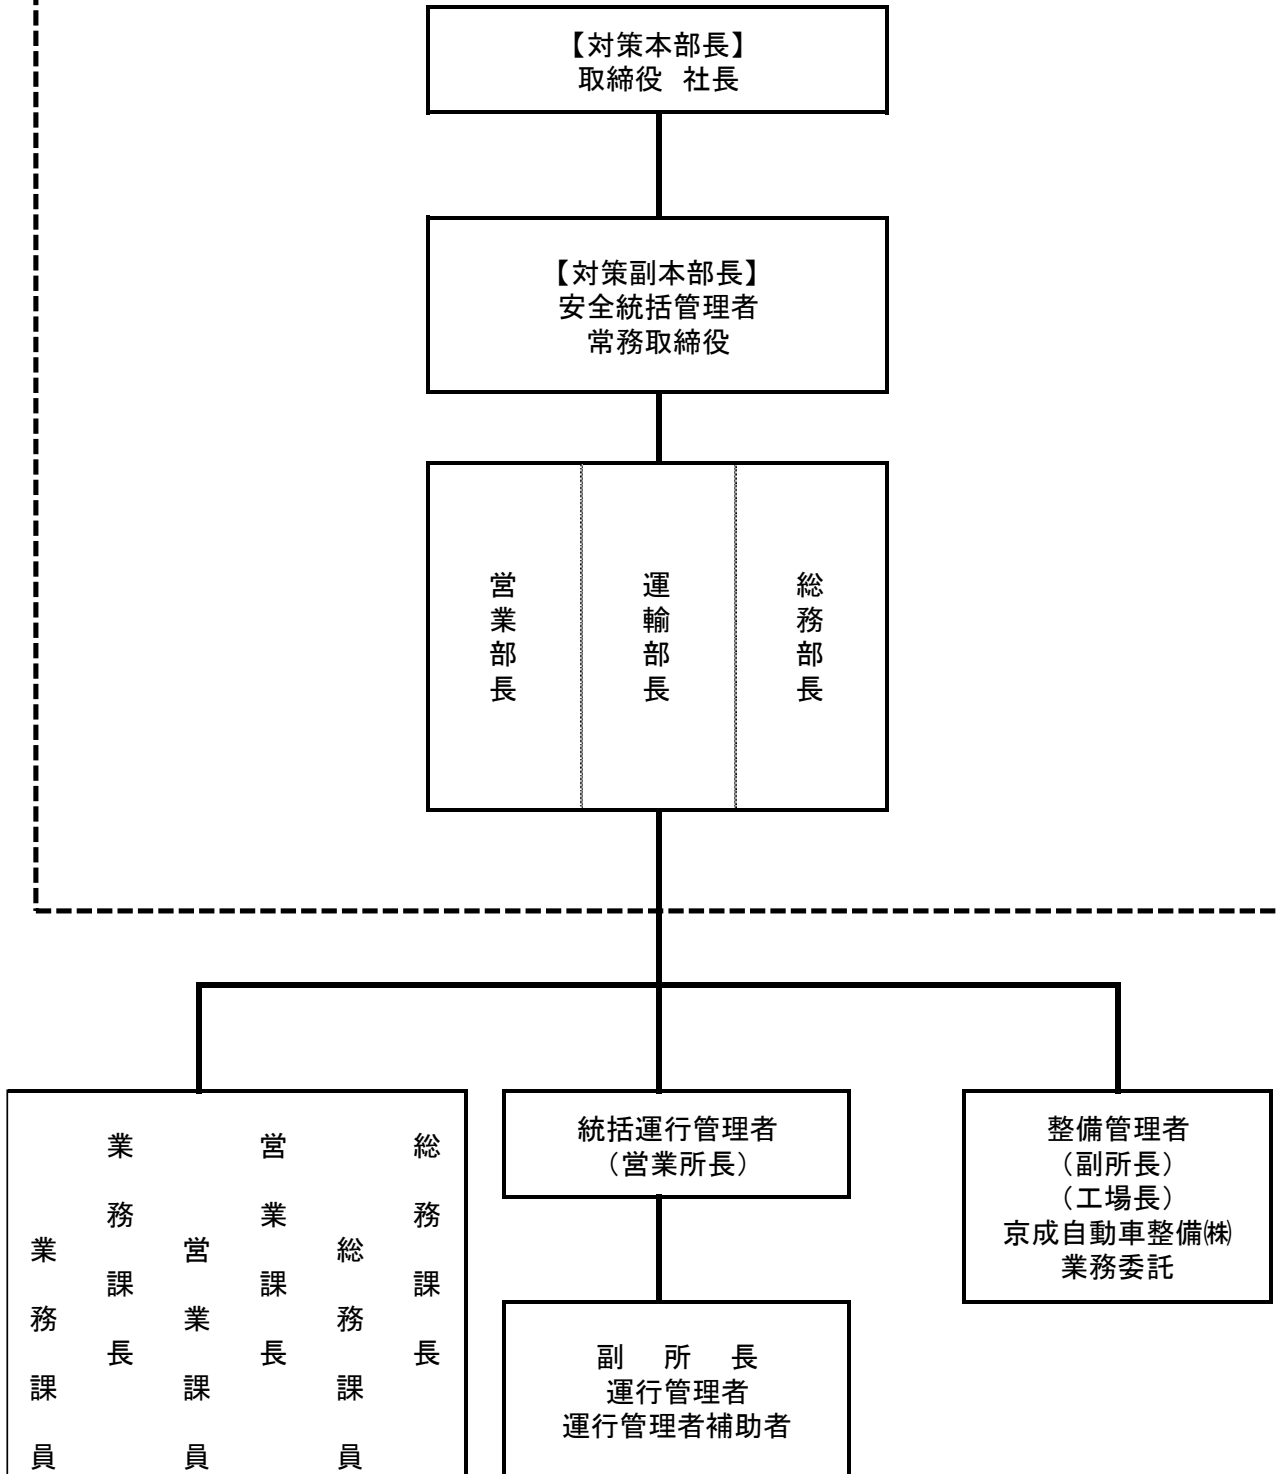 【対策本部長】
取締役 社長
【対策副本部長】
安全統括管理者
常務取締役
総務部長
運輸部長
営業部長
総務課長
総務課員
営業課長
営業課員
業務課長
業務課員
統括運行管理者
（営業所長）
副 所 長
運行管理者
運行管理者補助者
整備管理者
（副所長）
（工場長）
京成自動車整備㈱
業務委託